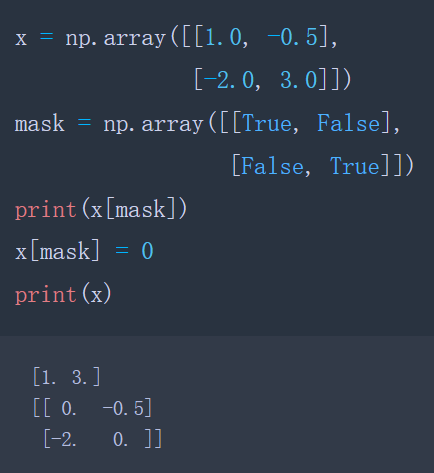 x = np.array([[1.0, -0.5],
              [-2.0, 3.0]])
mask = np.array([[True, False],
                 [False, True]])
print(x[mask])
x[mask] = 0
print(x)
[1. 3.]
[[ 0.  -0.5]
 [-2.   0. ]]